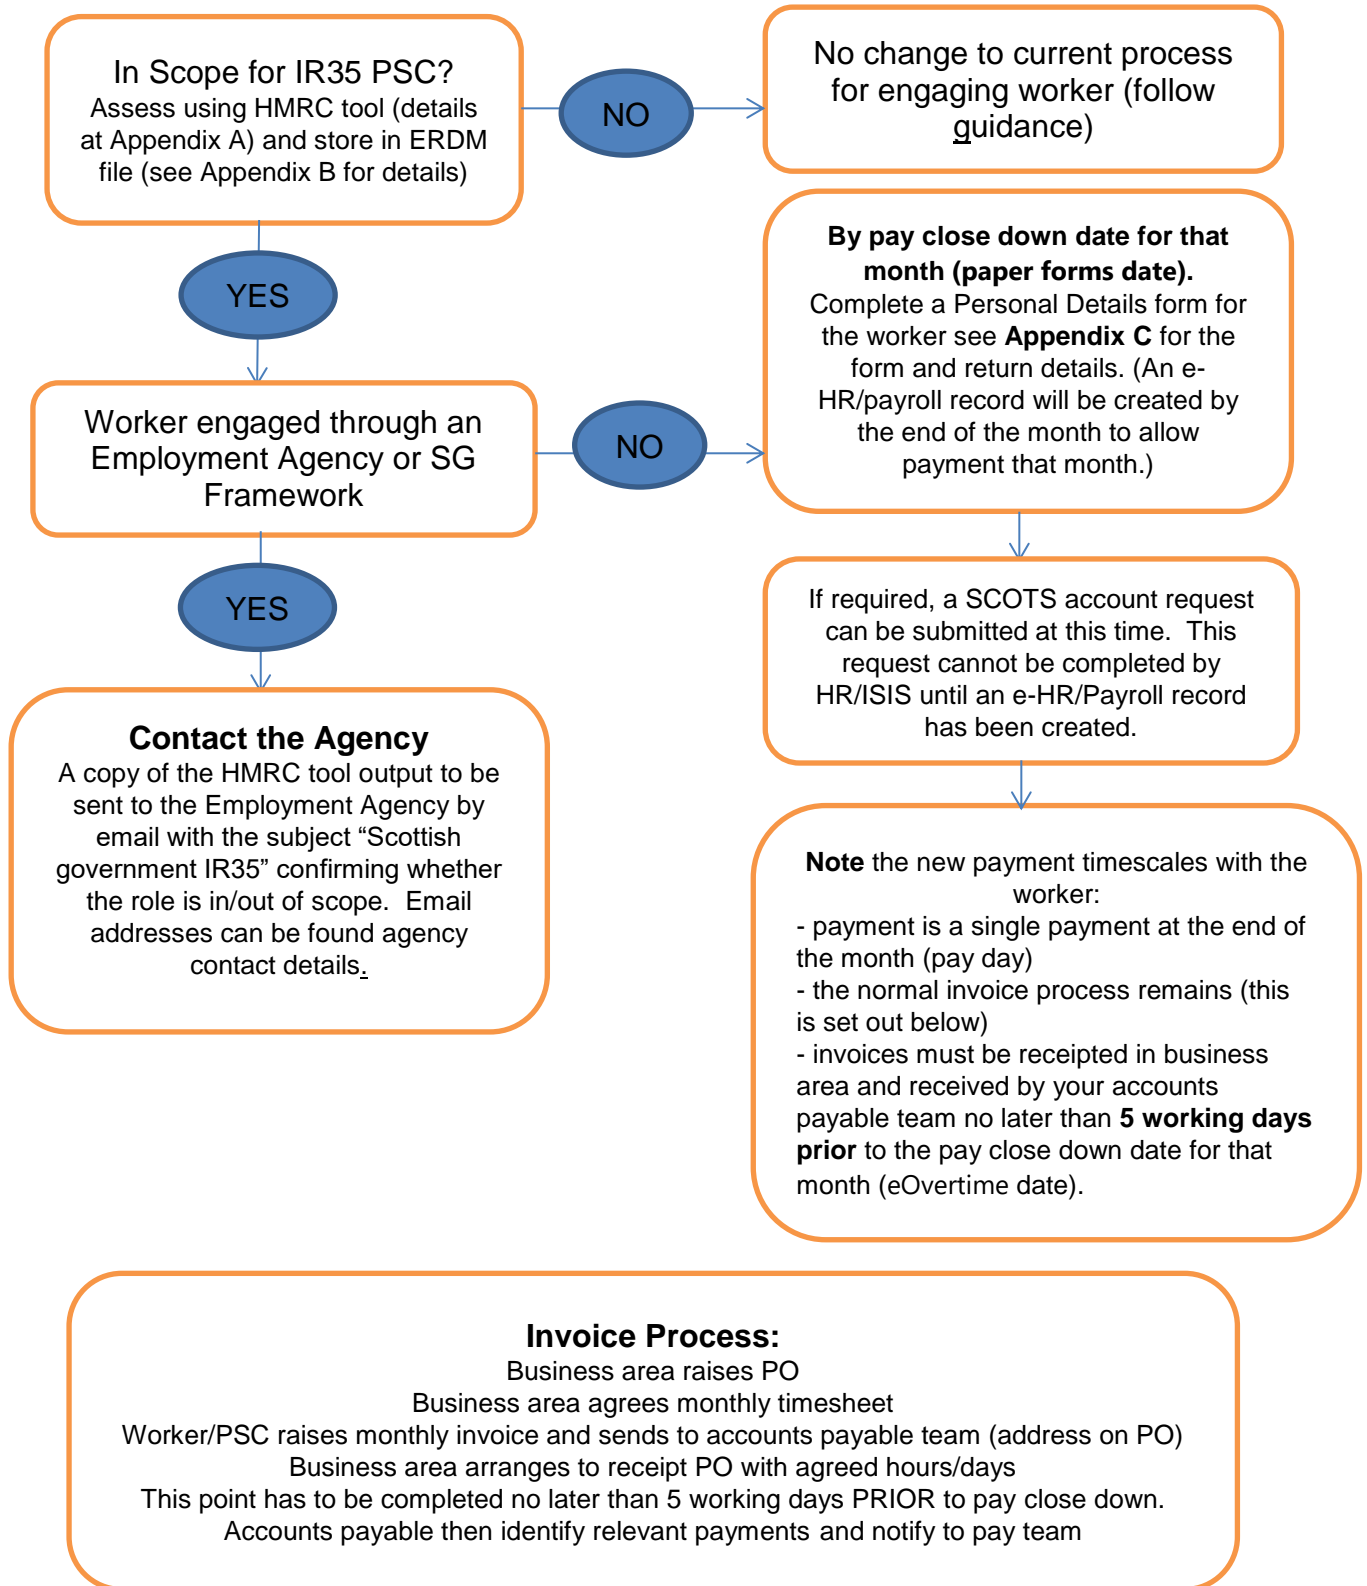 In Scope for IR35 PSC?
Assess using HMRC tool (details
at Appendix A) and store in ERDM
file (see Appendix B for details)
NO
No change to current process
for engaging worker (follow
guidance)
YES
By pay close down date for that
month (paper forms date).
Complete a Personal Details form for
the worker see Appendix C for the
form and return details. (An e-
HR/payroll record will be created by
the end of the month to allow
payment that month.)
Worker engaged through an
Employment Agency or SG
Framework
NO
YES
If required, a SCOTS account request
can be submitted at this time.  This
request cannot be completed by
HR/ISIS until an e-HR/Payroll record
has been created.
Contact the Agency
A copy of the HMRC tool output to be
sent to the Employment Agency by
email with the subject “Scottish
government IR35” confirming whether
the role is in/out of scope.  Email
addresses can be found agency
contact details.
Note the new payment timescales with the
worker:
- payment is a single payment at the end of
the month (pay day)
- the normal invoice process remains (this
is set out below)
- invoices must be receipted in business
area and received by your accounts
payable team no later than 5 working days
prior to the pay close down date for that
month (eOvertime date).
Invoice Process:
Business area raises PO
Business area agrees monthly timesheet
Worker/PSC raises monthly invoice and sends to accounts payable team (address on PO)
Business area arranges to receipt PO with agreed hours/days
This point has to be completed no later than 5 working days PRIOR to pay close down.
Accounts payable then identify relevant payments and notify to pay team